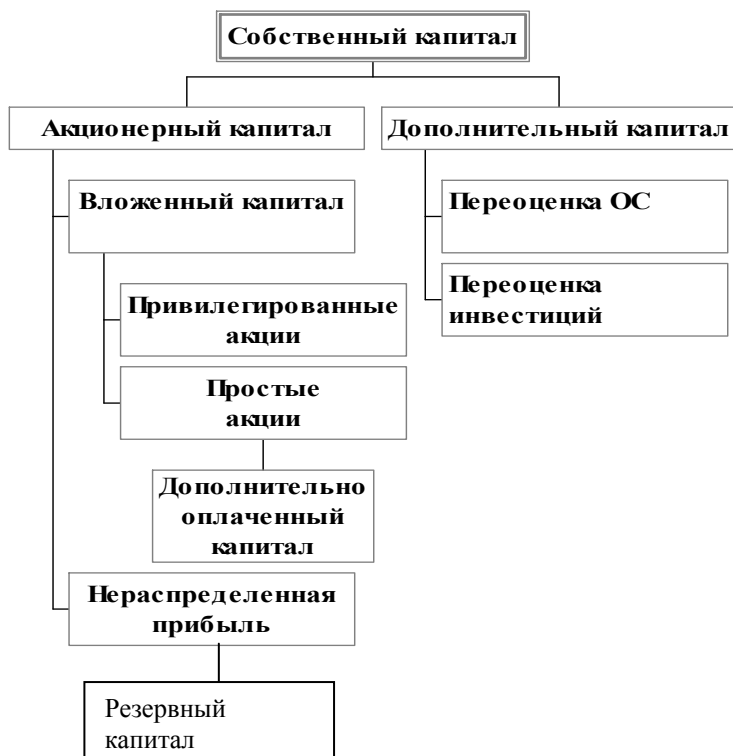 Собственный капитал
Акционерный капитал
Дополнительный капитал
Вложенный капитал
Переоценка ОС
Переоценка
инвестиций
Привилегированные
акции
Простые
акции
Дополнительно
оплаченный
капитал
Нераспределенная
прибыль
Резервный
капитал